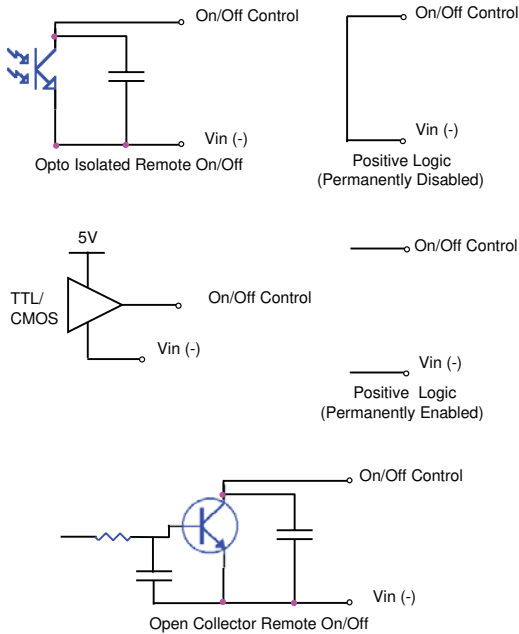 On/Off Control
Vin (-)
Opto Isolated Remote On/Off
On/Off Control
Vin (-)
Positive Logic
(Permanently Disabled)
5V
TTL/
CMOS
On/Off Control
Vin (-)
On/Off Control
Vin (-)
Positive Logic
(Permanently Enabled)
On/Off Control
Vin (-)
Open Collector Remote On/Off